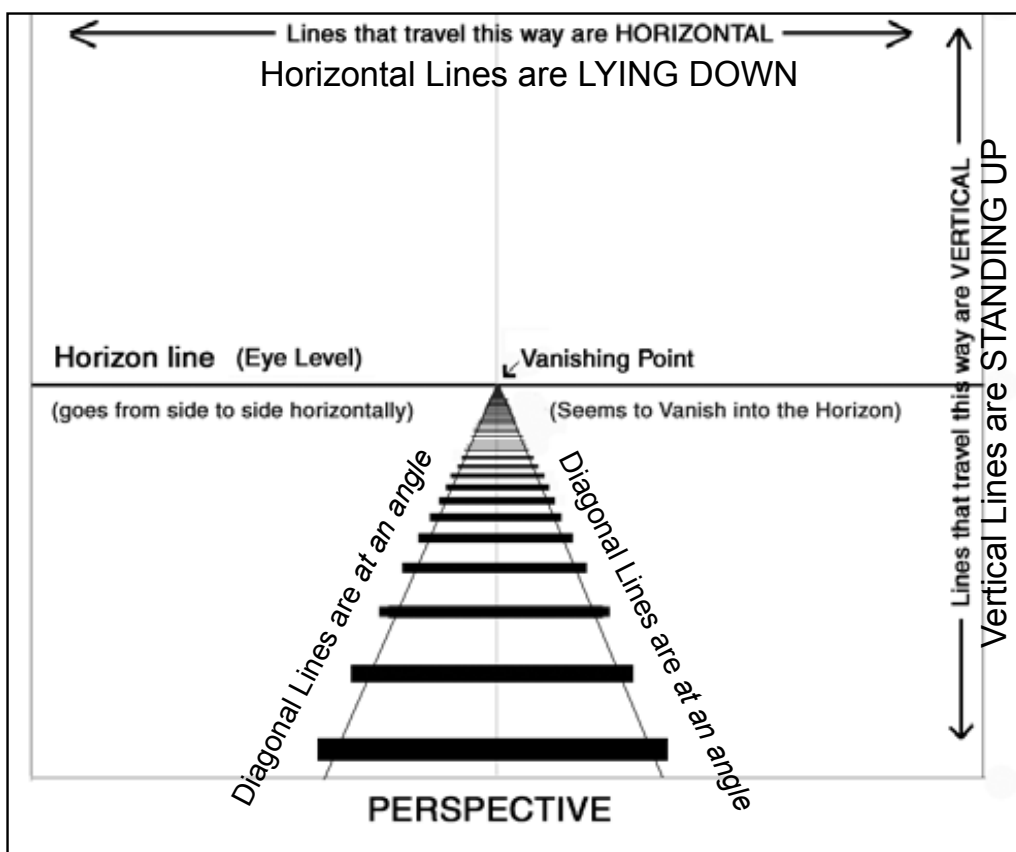 Lines that travel this way are HORIZONTAL
Horizontal Lines are LYING DOWN
Lines that travel this way are VERTICAL
Vertical Lines are STANDING UP
Horizon line (Eye Level)
Vanishing Point
(goes from side to side horizontally)
(Seems to Vanish into the Horizon)
Diagonal Lines are at an angle
Diagonal Lines are at an angle
PERSPECTIVE